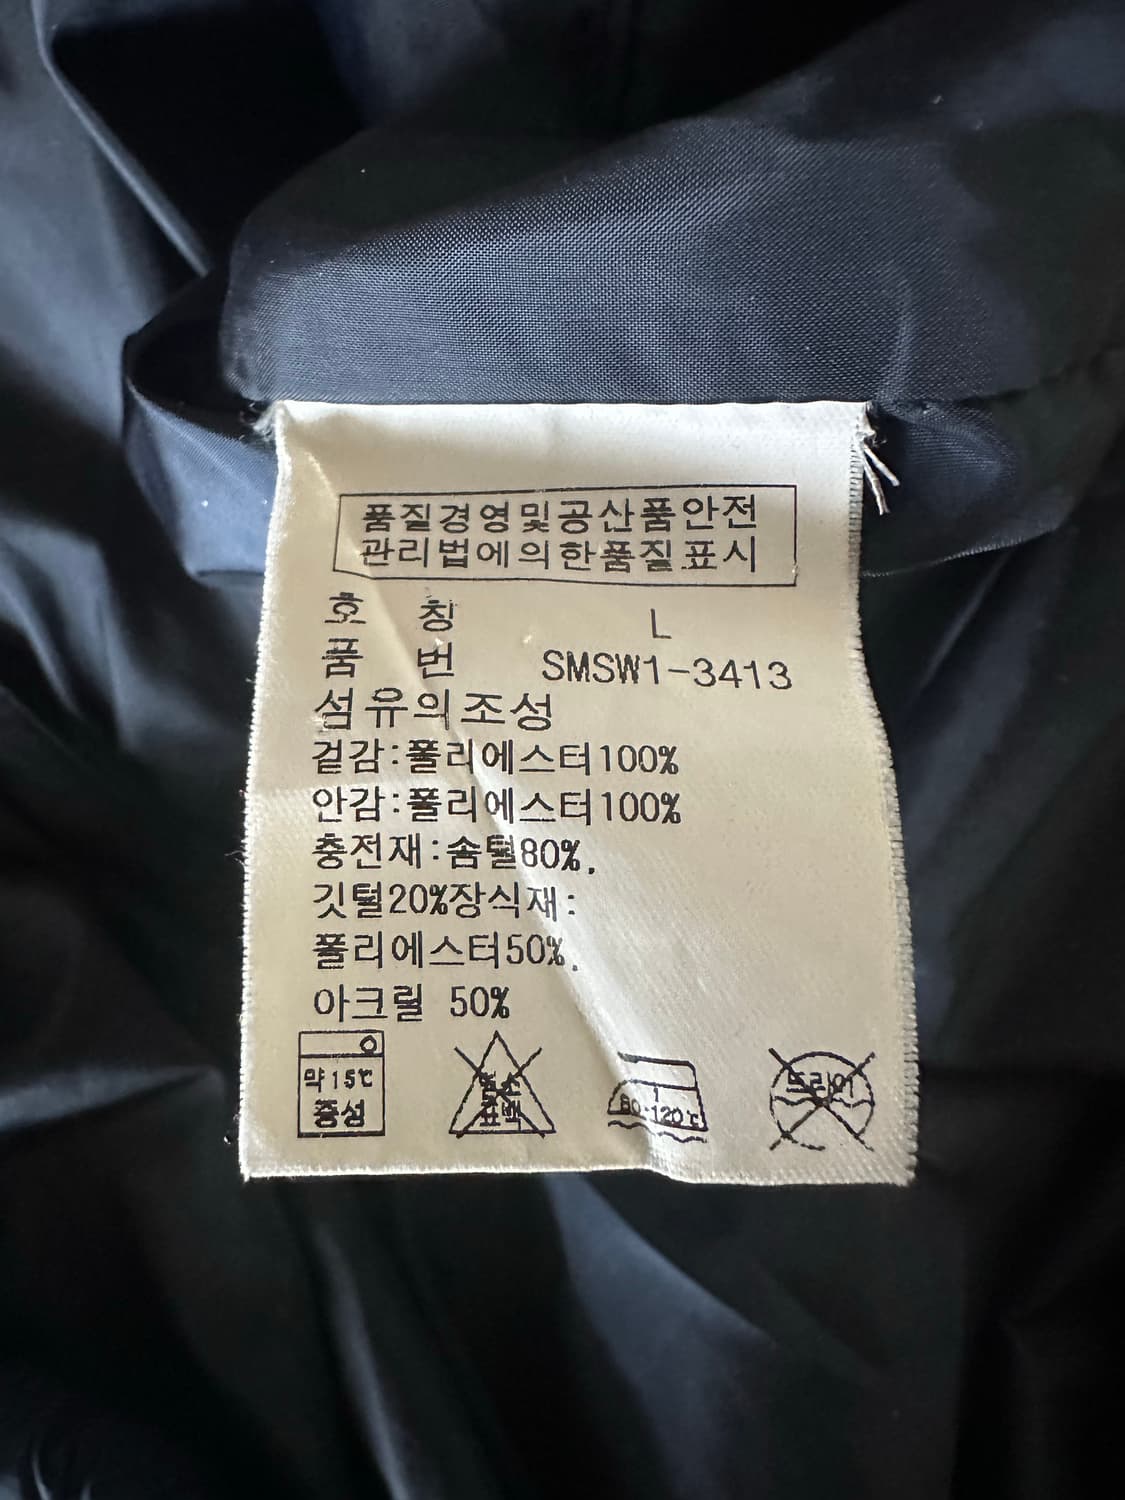 품질경영및공산품안전
관리법에의한품질표시
호 칭 L
품 번 SMSW1-3413
섬유의조성
겉감:폴리에스터100%
안감:폴리에스터100%
충전재:솜털80%.
깃털20%장식재:
폴리에스터50%.
아크릴 50%
약15℃
중성
염소
표백
1
80:120℃
드라이